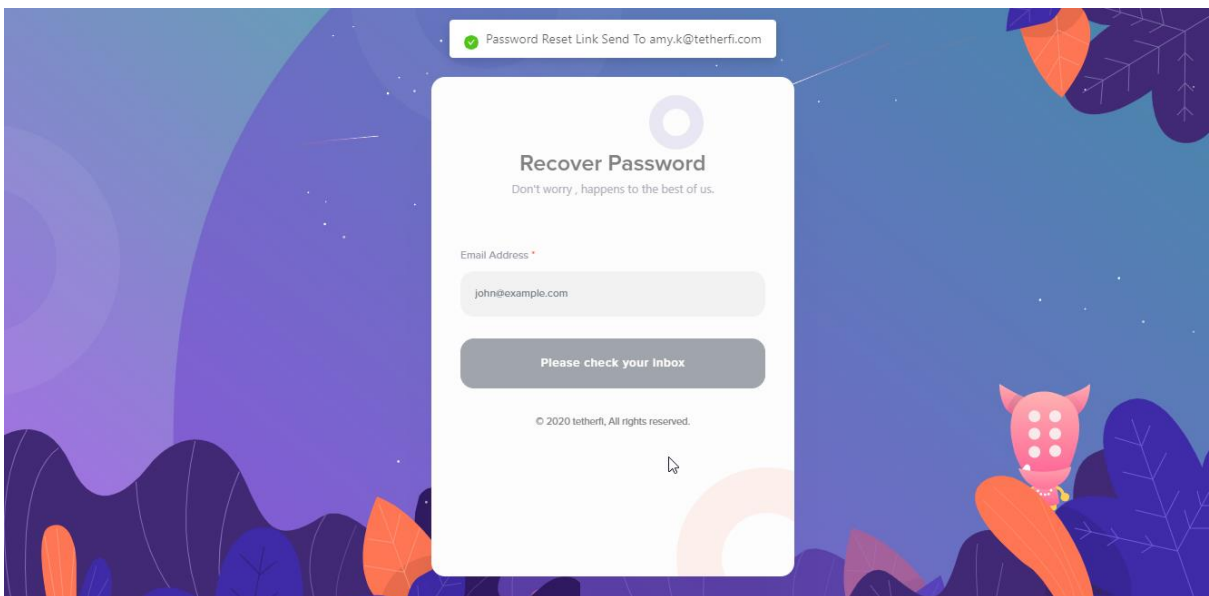 Password Reset Link Send To amy.k@tetherfi.com
Recover Password
Don't worry , happens to the best of us.
Email Address *
john@example.com
Please check your Inbox
© 2020 tetherfi, All rights reserved.